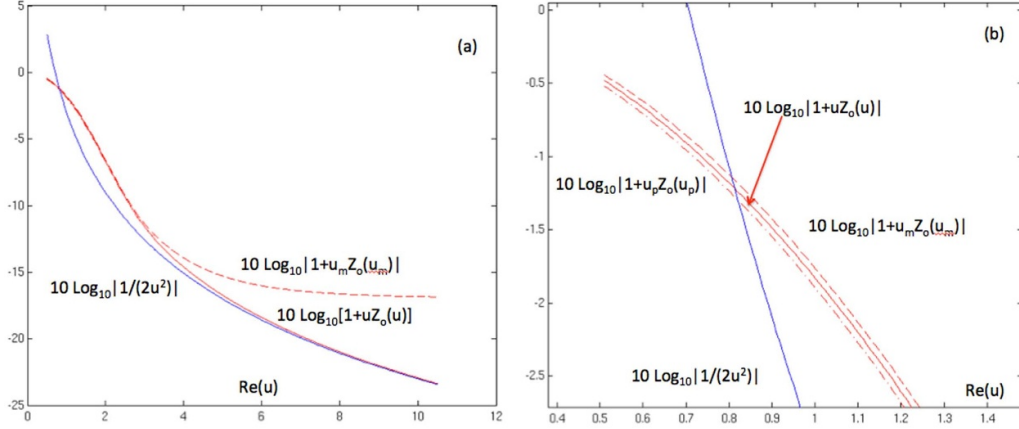 5
0
-5
-10
-15
-20
-25
0
2
4
6
8
10
12
(a)
10 Log₁₀|1+uₘZₒ(uₘ)|
10 Log₁₀|1/(2u²)|
10 Log₁₀[1+uZₒ(u)]
Re(u)
0
-0.5
-1
-1.5
-2
-2.5
0.4
0.5
0.6
0.7
0.8
0.9
1
1.1
1.2
1.3
1.4
(b)
10 Log₁₀|1+uZₒ(u)|
10 Log₁₀|1+uₚZₒ(uₚ)|
10 Log₁₀|1+uₘZₒ(uₘ)|
10 Log₁₀|1/(2u²)|
Re(u)